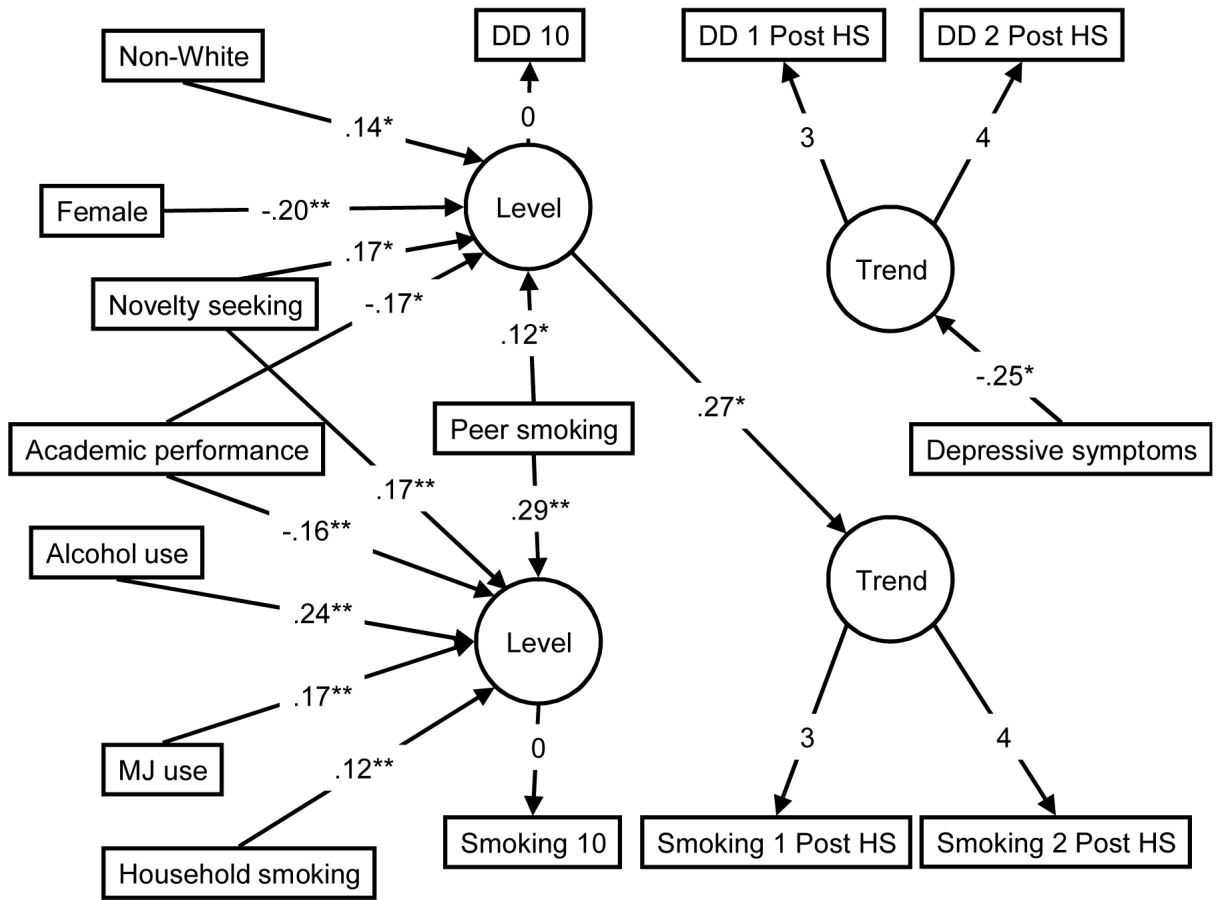 DD 10
DD 1 Post HS
DD 2 Post HS
Non-White
.14*
0
3
4
Female
-.20**
Level
.17*
Trend
Novelty seeking
-.17*
.12*
-.25*
.27*
Peer smoking
Academic performance
Depressive symptoms
.17**
-.16**
.29**
Alcohol use
Trend
.24**
Level
.17**
MJ use
0
3
4
.12**
Household smoking
Smoking 10
Smoking 1 Post HS
Smoking 2 Post HS